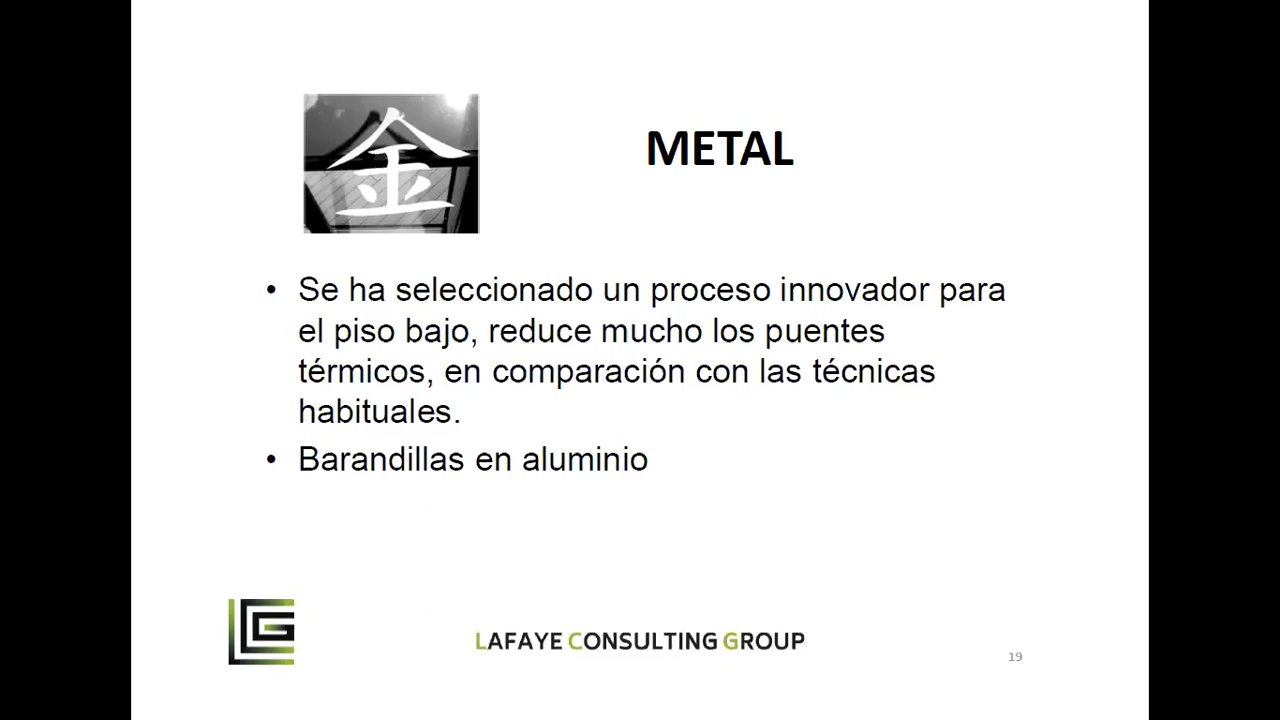 金
METAL
• Se ha seleccionado un proceso innovador para
el piso bajo, reduce mucho los puentes
térmicos, en comparación con las técnicas
habituales.
• Barandillas en aluminio
LCG
LAFAYE CONSULTING GROUP
19